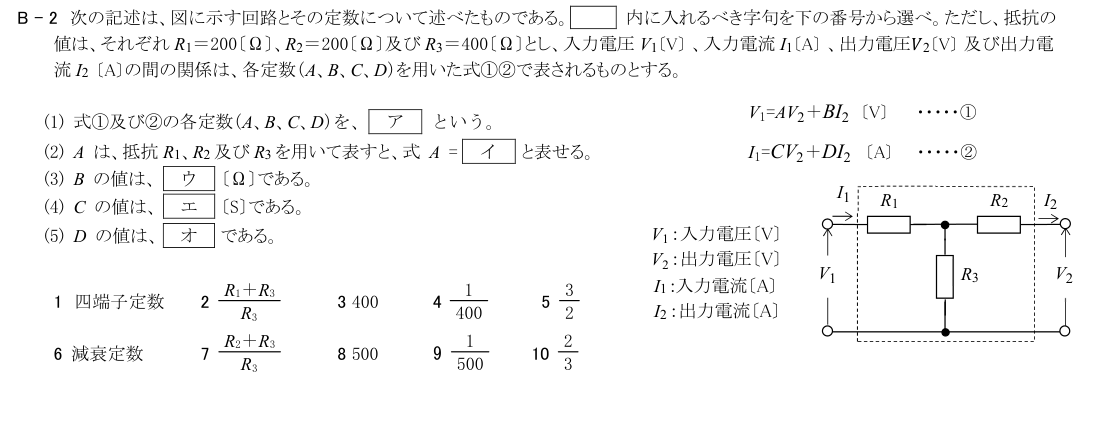 B－2 次の記述は、図に示す回路とその定数について述べたものである。 内に入れるべき字句を下の番号から選べ。ただし、抵抗の
値は、それぞれR1＝200〔Ω〕、R2＝200〔Ω〕及びR3＝400〔Ω〕とし、入力電圧 V1〔V〕、入力電流 I1〔A〕、出力電圧V2〔V〕及び出力電
流 I2〔A〕の間の関係は、各定数(A、B、C、D)を用いた式①②で表されるものとする。
(1) 式①及び②の各定数(A、B、C、D)を、 ア という。
(2) A は、抵抗 R1、R2 及び R3 を用いて表すと、式 A = イ と表せる。
(3) B の値は、 ウ 〔Ω〕である。
(4) C の値は、 エ 〔S〕である。
(5) D の値は、 オ である。
V1=AV2＋BI2 〔V〕 ・・・・・①
I1=CV2＋DI2 〔A〕 ・・・・・②
V1：入力電圧〔V〕
V2：出力電圧〔V〕
I1：入力電流〔A〕
I2：出力電流〔A〕
I1 R1 R2 I2
V1 R3 V2
1 四端子定数 2 (R1＋R3)/R3 3 400 4 1/400 5 3/2
6 減衰定数 7 (R2＋R3)/R3 8 500 9 1/500 10 2/3